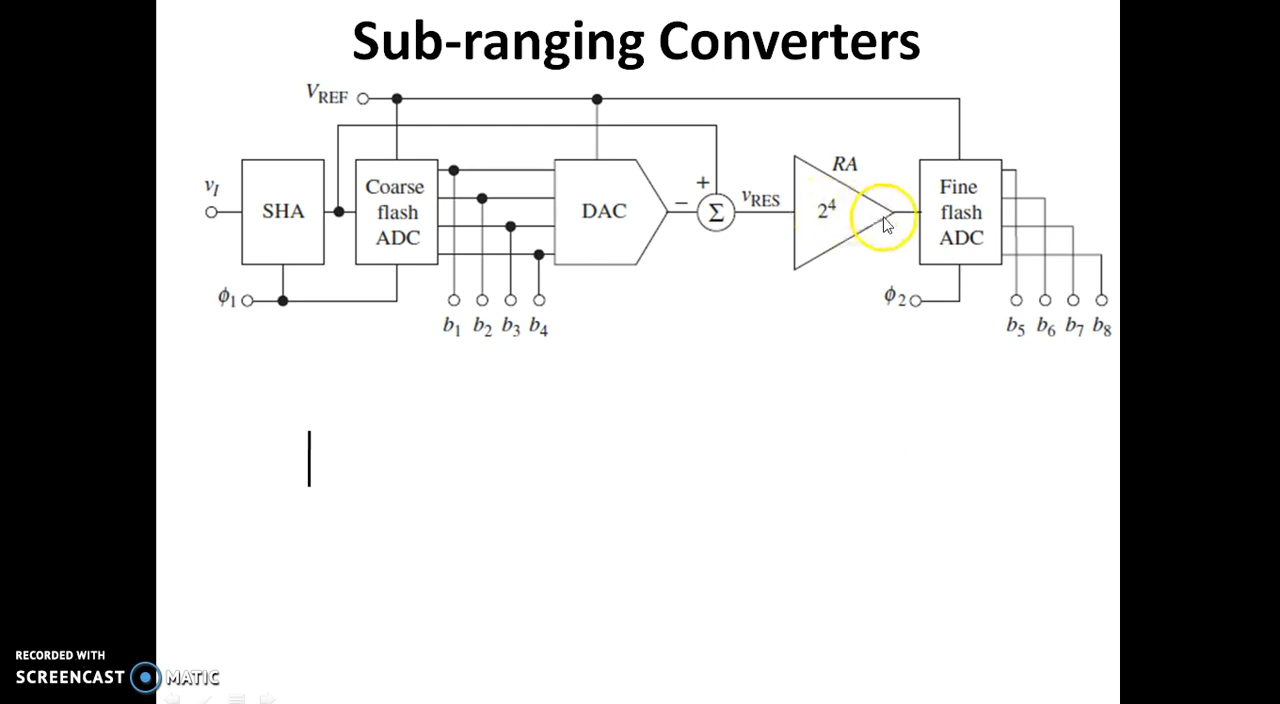 Sub-ranging Converters
VREF
vI
SHA
Coarse
flash
ADC
DAC
+
−
Σ
vRES
RA
2⁴
Fine
flash
ADC
ϕ1
ϕ2
b1 b2 b3 b4
b5 b6 b7 b8
RECORDED WITH
SCREENCAST MATIC